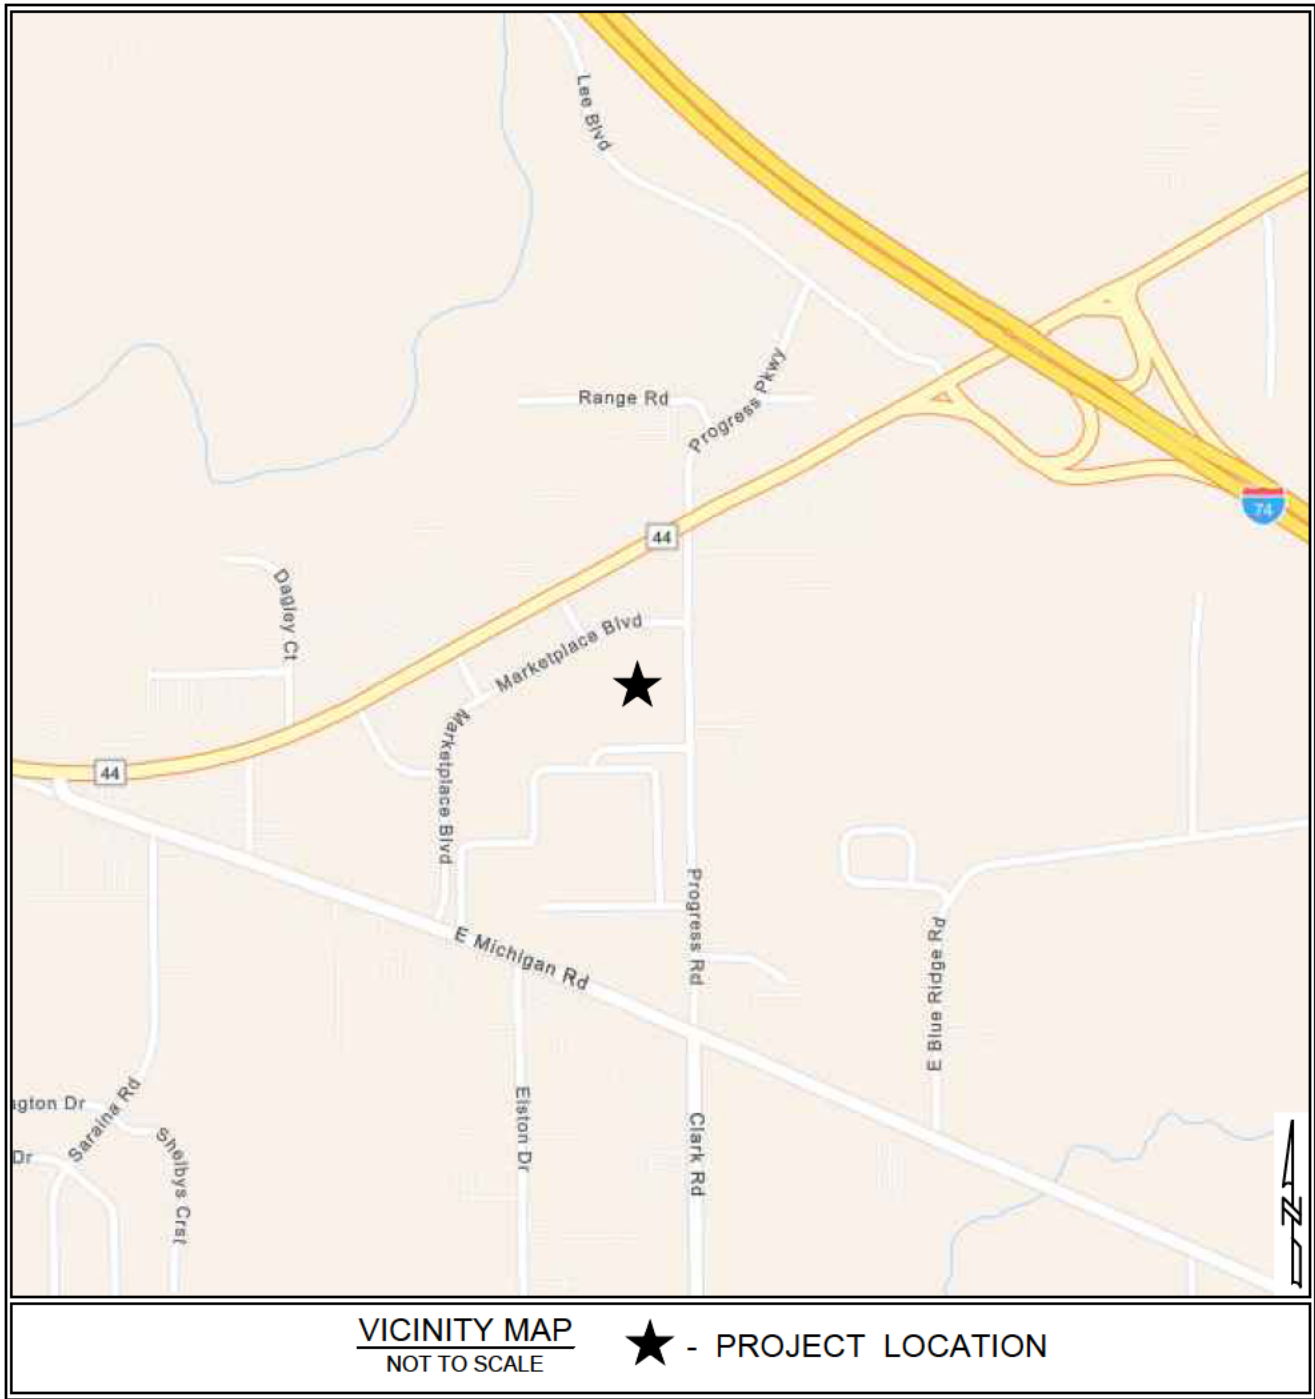 Lee Blvd
Range Rd
Progress Pkwy
74
44
Dagley Ct
Marketplace Blvd
Marketplace Blvd
44
Progress Rd
E Michigan Rd
E Blue Ridge Rd
Elston Dr
Clark Rd
gton Dr
Saraina Rd
Shelbys Crst
Dr
N
VICINITY MAP
NOT TO SCALE
- PROJECT LOCATION